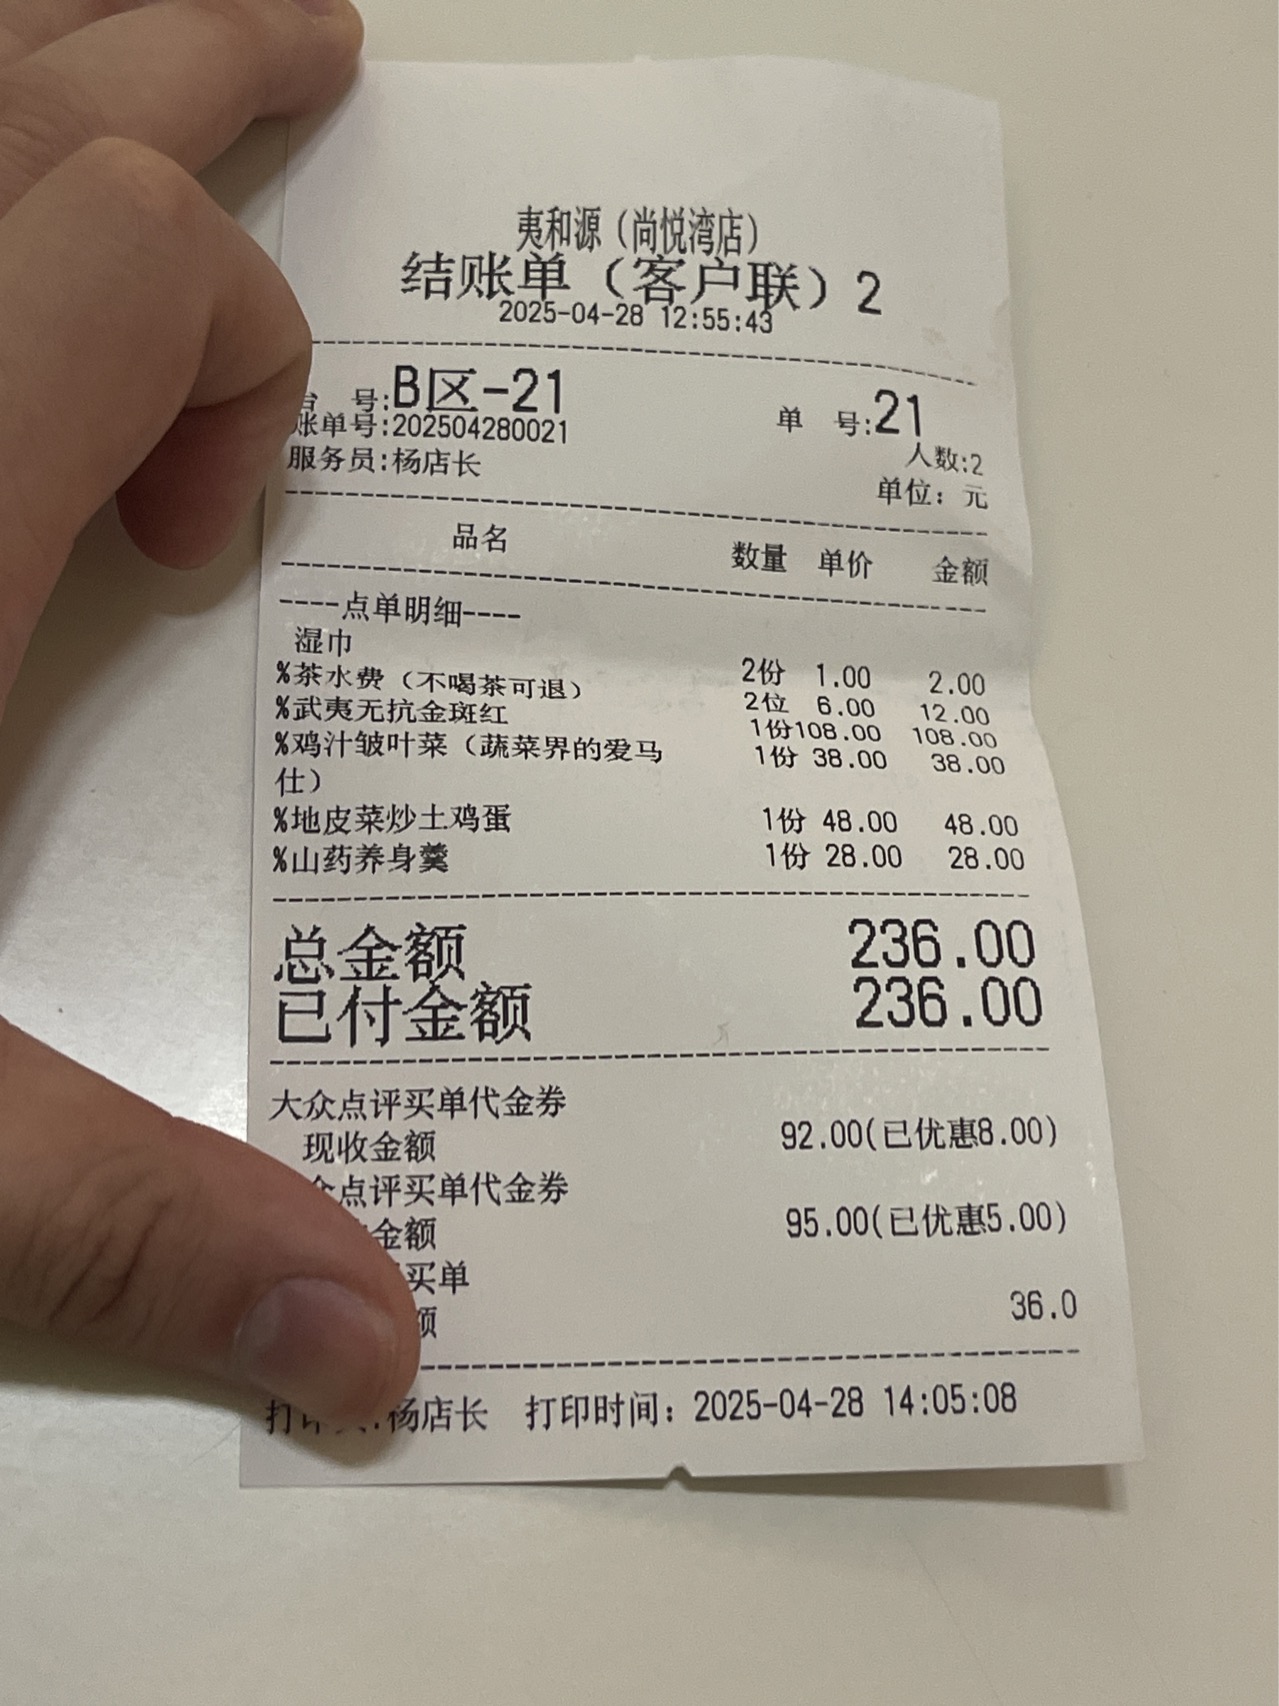 夷和源（尚悦湾店）
结账单（客户联）2
2025-04-28 12:55:43
号:B区-21 单 号:21
账单号:202504280021 人数:2
服务员:杨店长 单位：元
品名 数量 单价 金额
----点单明细----
湿巾 2份 1.00 2.00
%茶水费（不喝茶可退） 2位 6.00 12.00
%武夷无抗金斑红 1份108.00 108.00
%鸡汁皱叶菜（蔬菜界的爱马 1份 38.00 38.00
仕）
%地皮菜炒土鸡蛋 1份 48.00 48.00
%山药养身羹 1份 28.00 28.00
总金额 236.00
已付金额 236.00
大众点评买单代金券
现收金额 92.00(已优惠8.00)
众点评买单代金券
金额 95.00(已优惠5.00)
买单
额 36.0
杨店长 打印时间：2025-04-28 14:05:08